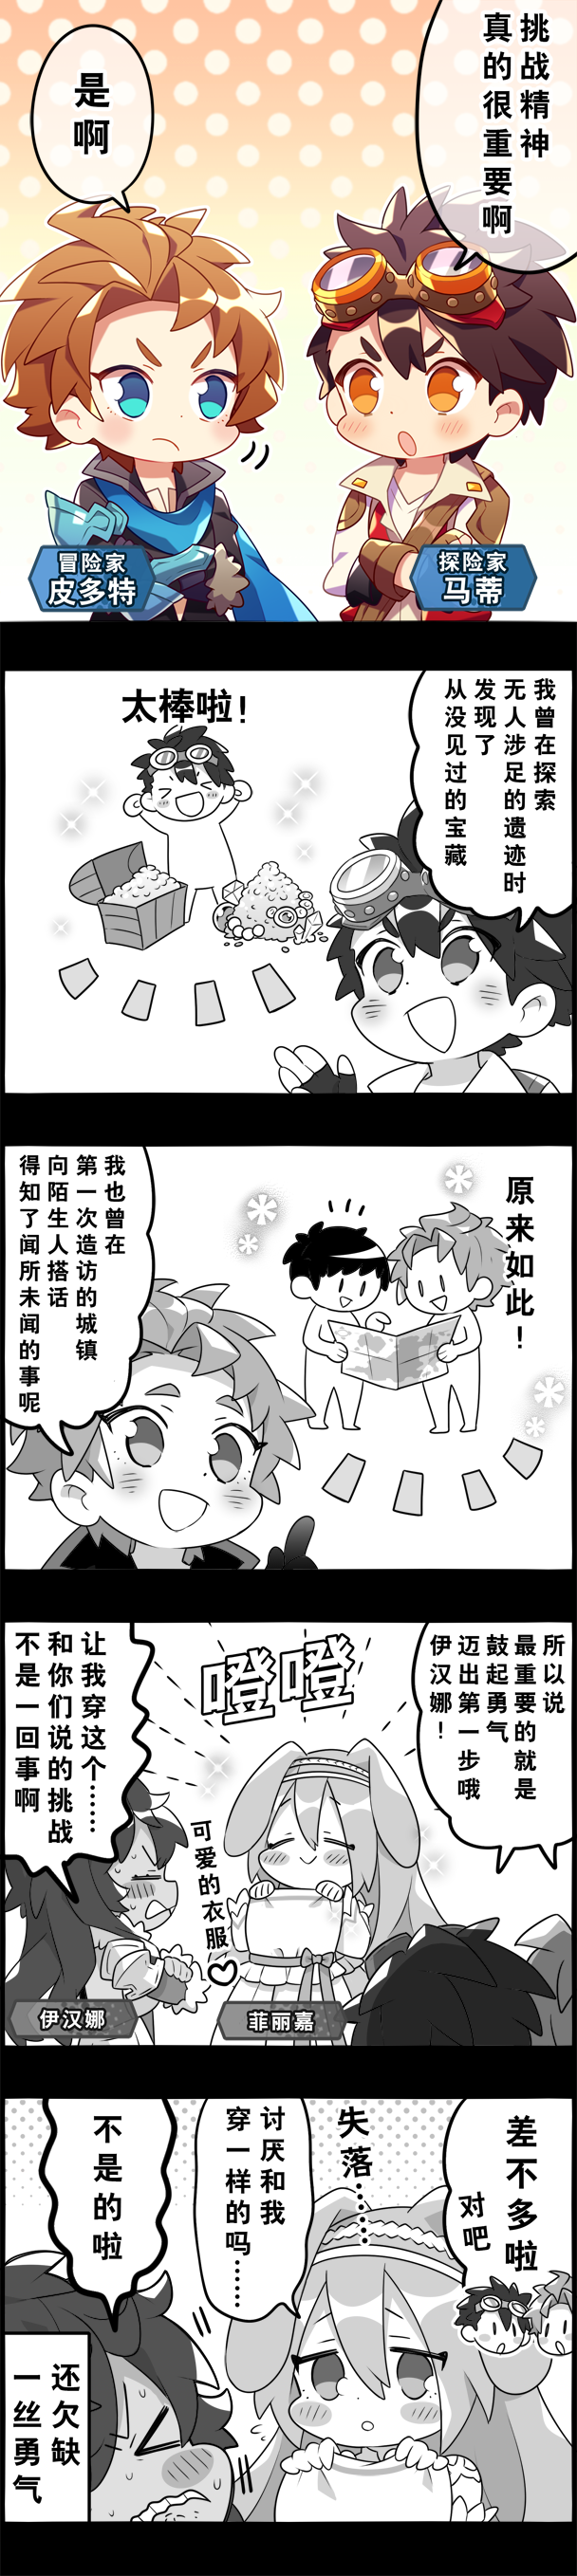 挑战精神
真的很重要啊
是啊
冒险家
皮多特
探险家
马蒂
我曾在探索
无人涉足的遗迹时
发现了
从没见过的宝藏
太棒啦！
原来如此！
我也曾在
第一次造访的城镇
向陌生人搭话
得知了闻所未闻的事呢
所以说
最重要的就是
鼓起勇气
迈出第一步哦
伊汉娜！
噔噔
可爱的衣服
让我穿这个……
和你们说的挑战
不是一回事啊
伊汉娜
菲丽嘉
差不多啦
对吧
失落……
讨厌和我
穿一样的吗……
不是的啦
还欠缺
一丝勇气